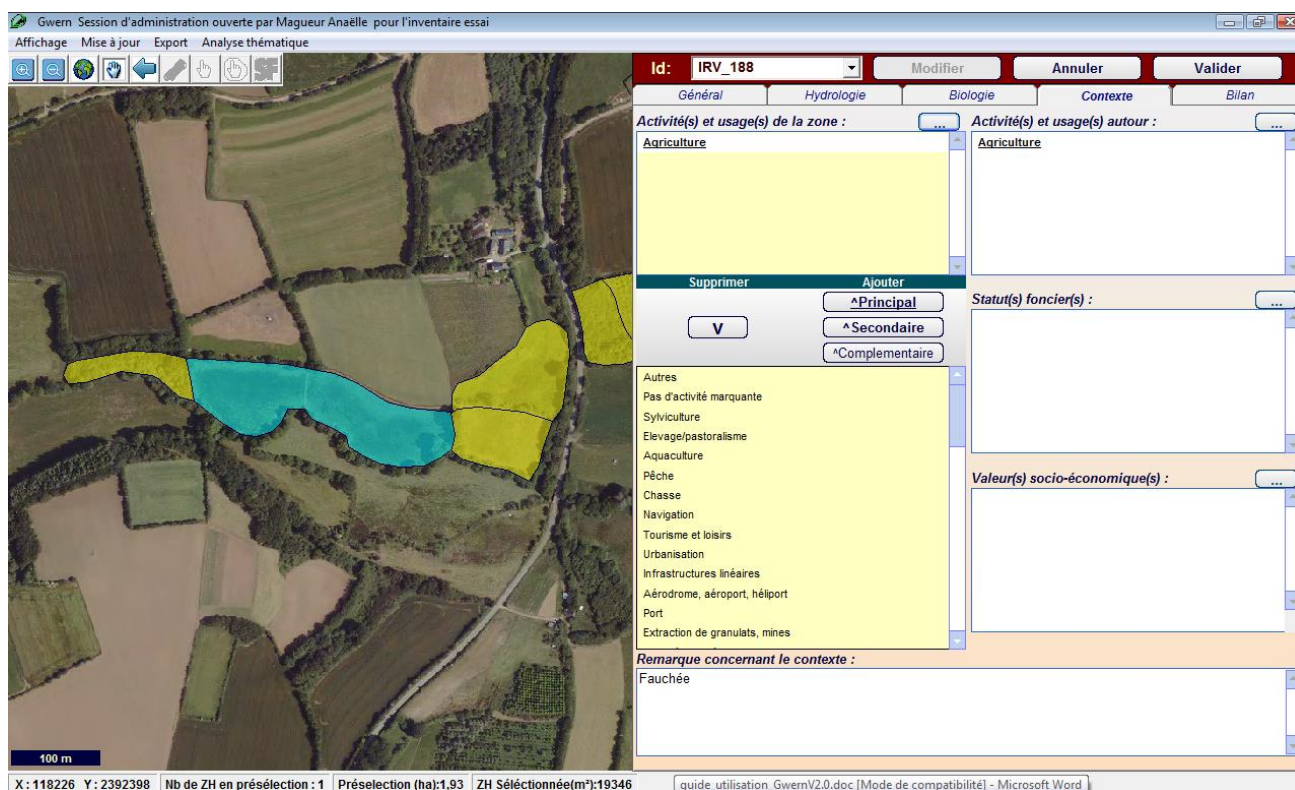 Gwern Session d'administration ouverte par Magueur Anaëlle pour l'inventaire essai
Affichage Mise à jour Export Analyse thématique
SF
Id: IRV_188 Modifier Annuler Valider
Général Hydrologie Biologie Contexte Bilan
Activité(s) et usage(s) de la zone : ... Activité(s) et usage(s) autour : ...
Agriculture Agriculture
Supprimer Ajouter
^Principal
V ^Secondaire
^Complementaire
Statut(s) foncier(s) : ...
Autres
Pas d'activité marquante
Sylviculture
Elevage/pastoralisme
Aquaculture
Pêche
Chasse
Navigation
Tourisme et loisirs
Urbanisation
Infrastructures linéaires
Aérodrome, aéroport, héliport
Port
Extraction de granulats, mines
Valeur(s) socio-économique(s) : ...
Remarque concernant le contexte :
Fauchée
100 m
X : 118226 Y : 2392398 Nb de ZH en présélection : 1 Préselection (ha):1,93 ZH Séléctionnée(m²):19346
guide_utilisation_GwernV2.0.doc [Mode de compatibilité] - Microsoft Word